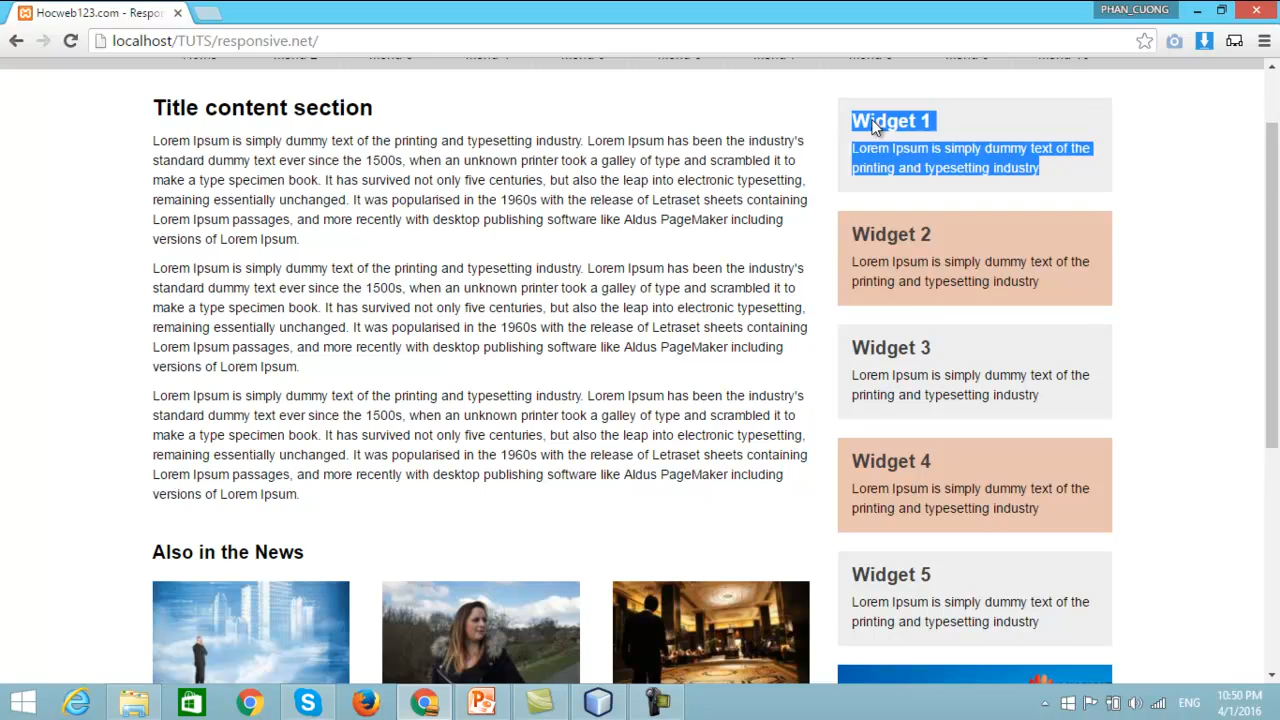 Hocweb123.com - Respor
PHAN_CUONG
localhost/TUTS/responsive.net/
Title content section
Lorem Ipsum is simply dummy text of the printing and typesetting industry. Lorem Ipsum has been the industry's
standard dummy text ever since the 1500s, when an unknown printer took a galley of type and scrambled it to
make a type specimen book. It has survived not only five centuries, but also the leap into electronic typesetting,
remaining essentially unchanged. It was popularised in the 1960s with the release of Letraset sheets containing
Lorem Ipsum passages, and more recently with desktop publishing software like Aldus PageMaker including
versions of Lorem Ipsum.
Lorem Ipsum is simply dummy text of the printing and typesetting industry. Lorem Ipsum has been the industry's
standard dummy text ever since the 1500s, when an unknown printer took a galley of type and scrambled it to
make a type specimen book. It has survived not only five centuries, but also the leap into electronic typesetting,
remaining essentially unchanged. It was popularised in the 1960s with the release of Letraset sheets containing
Lorem Ipsum passages, and more recently with desktop publishing software like Aldus PageMaker including
versions of Lorem Ipsum.
Lorem Ipsum is simply dummy text of the printing and typesetting industry. Lorem Ipsum has been the industry's
standard dummy text ever since the 1500s, when an unknown printer took a galley of type and scrambled it to
make a type specimen book. It has survived not only five centuries, but also the leap into electronic typesetting,
remaining essentially unchanged. It was popularised in the 1960s with the release of Letraset sheets containing
Lorem Ipsum passages, and more recently with desktop publishing software like Aldus PageMaker including
versions of Lorem Ipsum.
Also in the News
Widget 1
Lorem Ipsum is simply dummy text of the
printing and typesetting industry
Widget 2
Lorem Ipsum is simply dummy text of the
printing and typesetting industry
Widget 3
Lorem Ipsum is simply dummy text of the
printing and typesetting industry
Widget 4
Lorem Ipsum is simply dummy text of the
printing and typesetting industry
Widget 5
Lorem Ipsum is simply dummy text of the
printing and typesetting industry
ENG
10:50 PM
4/1/2016